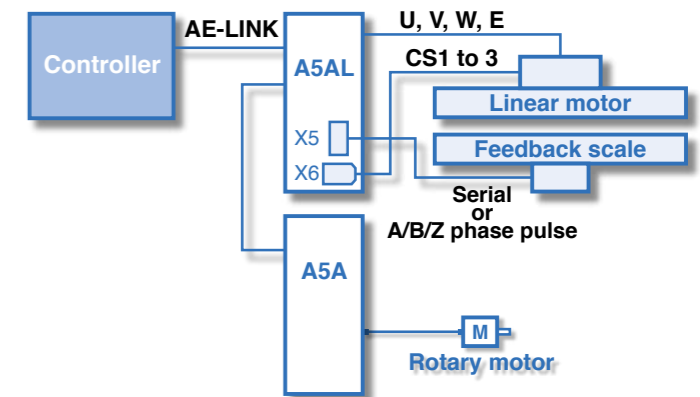 AE-LINK
U, V, W, E
Controller
A5AL
CS1 to 3
Linear motor
X5
Feedback scale
X6
Serial
or
A/B/Z phase pulse
A5A
M
Rotary motor